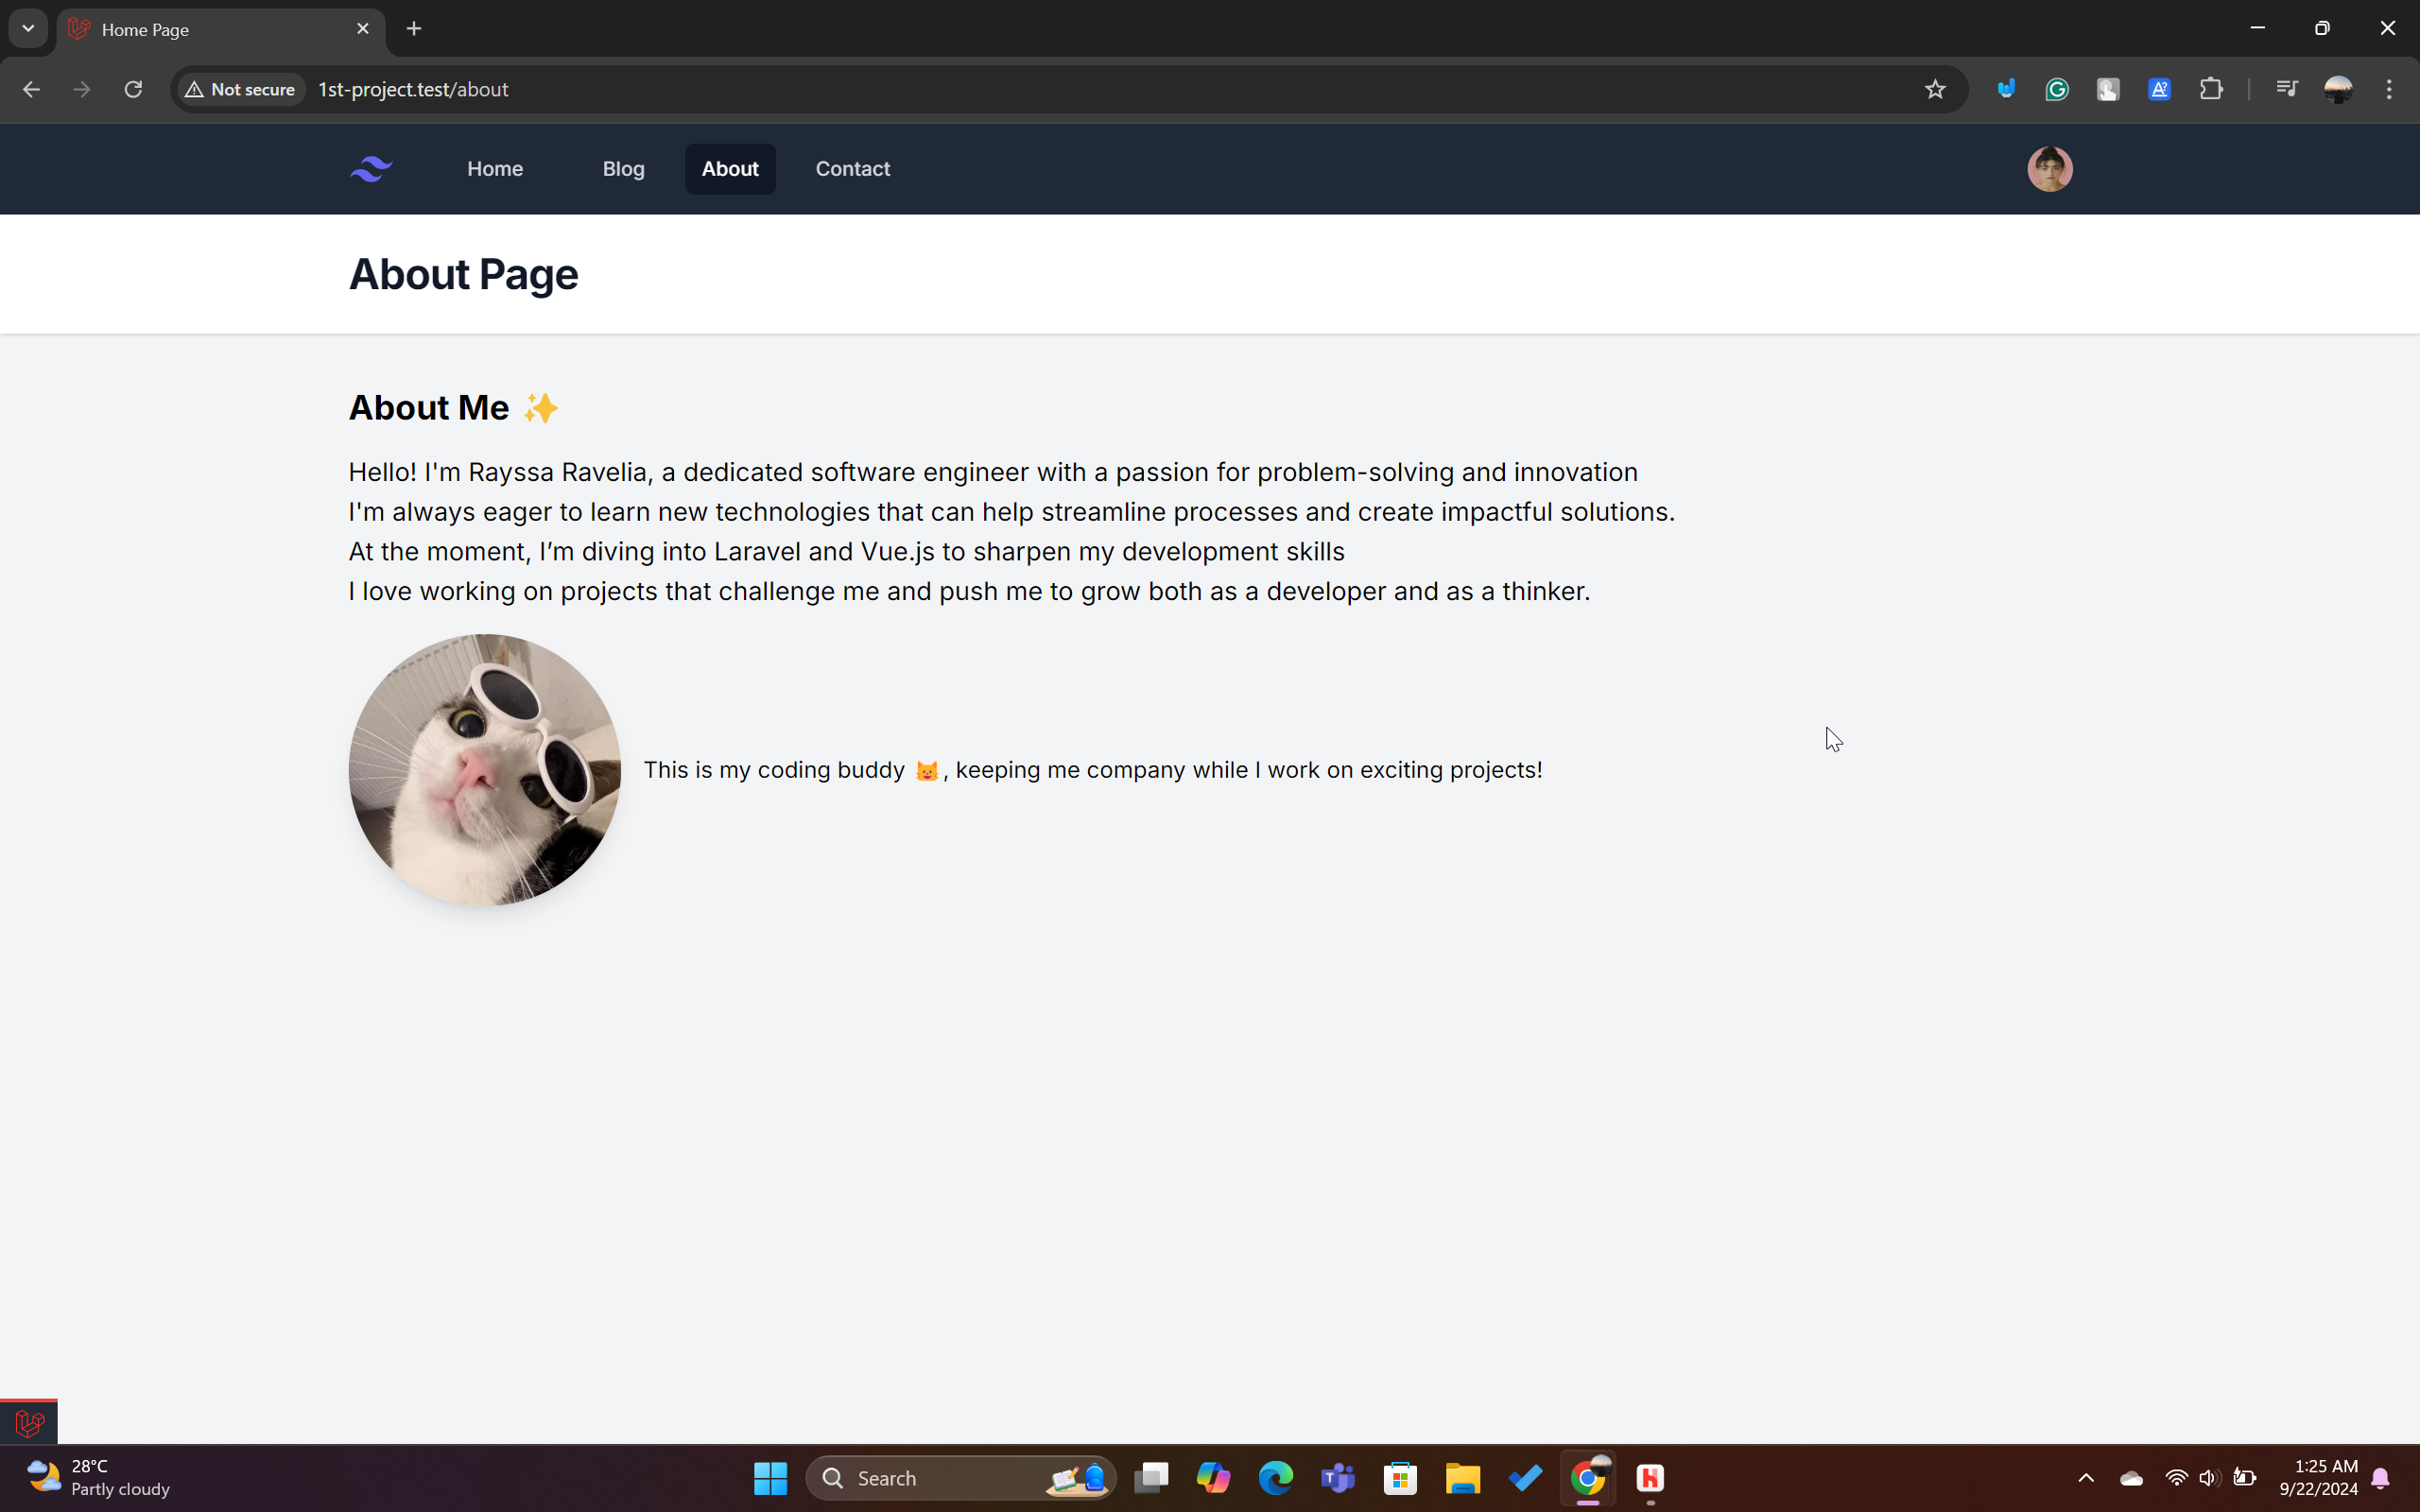 Home Page
Not secure
1st-project.test/about
Home
Blog
About
Contact
About Page
About Me ✨
Hello! I'm Rayssa Ravelia, a dedicated software engineer with a passion for problem-solving and innovation
I'm always eager to learn new technologies that can help streamline processes and create impactful solutions.
At the moment, I’m diving into Laravel and Vue.js to sharpen my development skills
I love working on projects that challenge me and push me to grow both as a developer and as a thinker.
This is my coding buddy 😺, keeping me company while I work on exciting projects!
28°C
Partly cloudy
Search
1:25 AM
9/22/2024